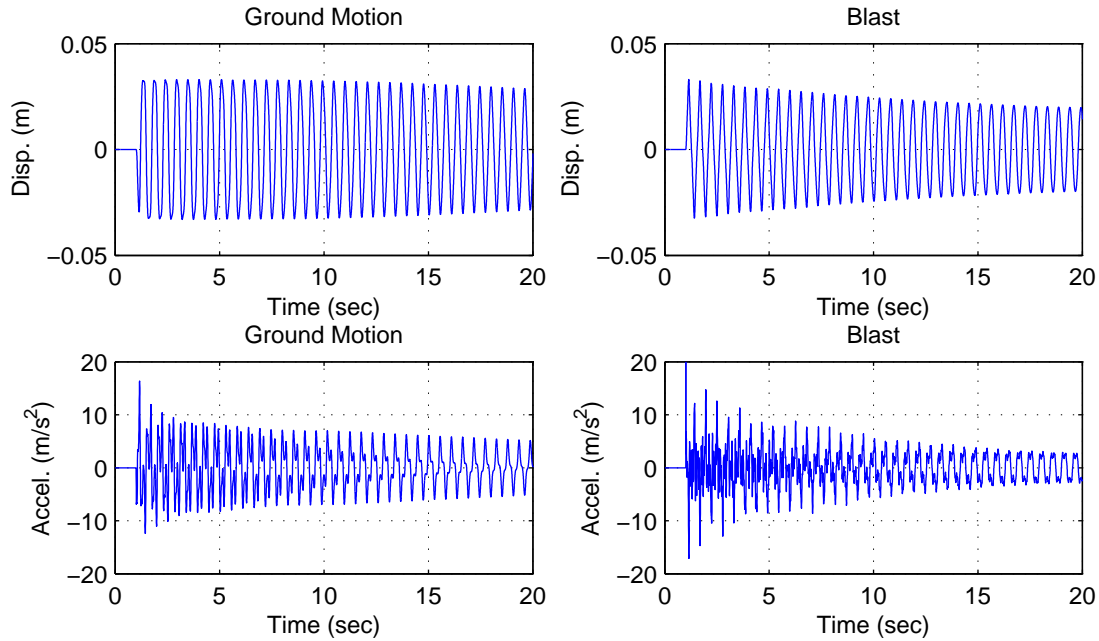 Ground Motion
0.05
0
−0.05
Disp. (m)
0 5 10 15 20
Time (sec)
Blast
0.05
0
−0.05
Disp. (m)
0 5 10 15 20
Time (sec)
Ground Motion
20
10
0
−10
−20
Accel. (m/s²)
0 5 10 15 20
Time (sec)
Blast
20
10
0
−10
−20
Accel. (m/s²)
0 5 10 15 20
Time (sec)